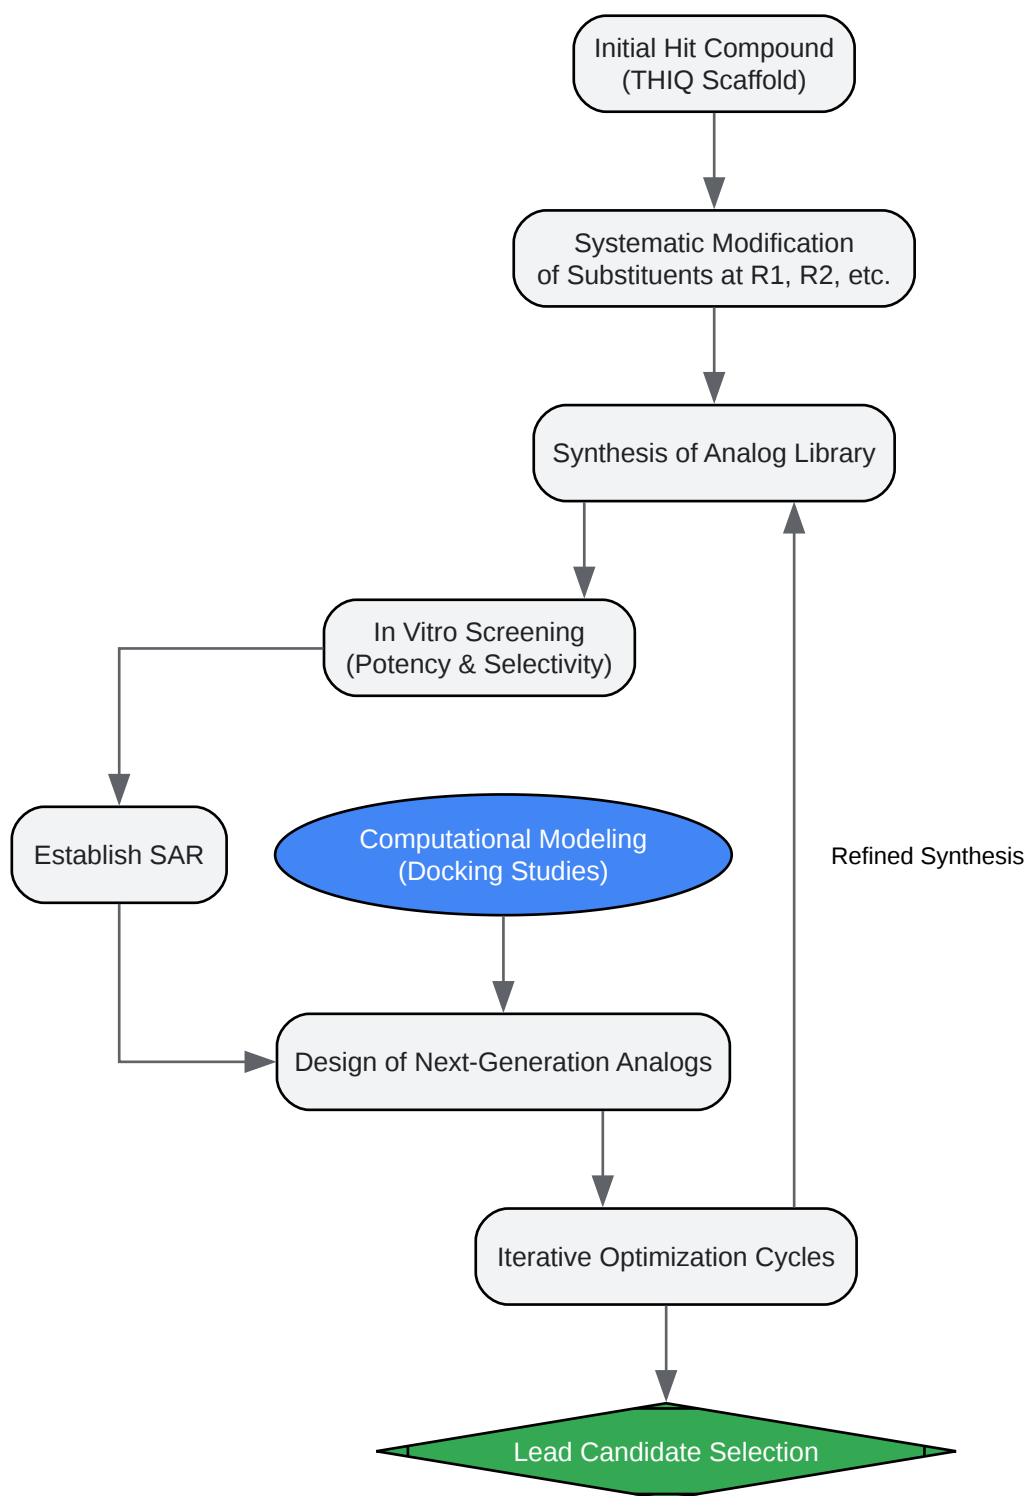 Initial Hit Compound
(THIQ Scaffold)
Systematic Modification
of Substituents at R1, R2, etc.
Synthesis of Analog Library
In Vitro Screening
(Potency & Selectivity)
Establish SAR
Computational Modeling
(Docking Studies)
Refined Synthesis
Design of Next-Generation Analogs
Iterative Optimization Cycles
Lead Candidate Selection